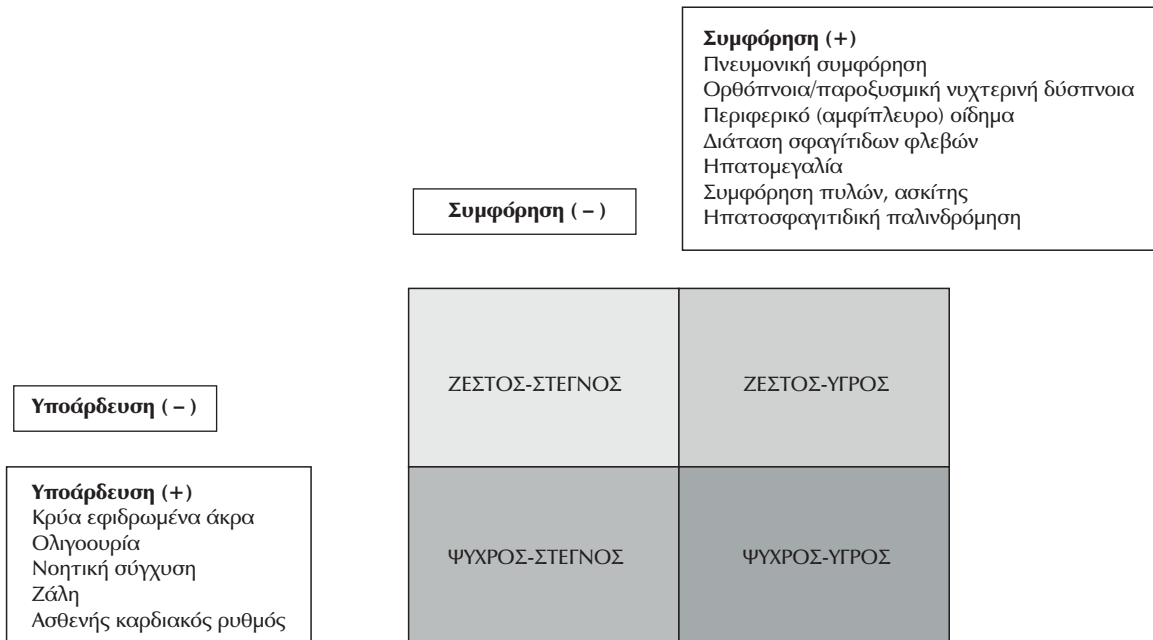 Συμφόρηση (+)
Πνευμονική συμφόρηση
Ορθόπνοια/παροξυσμική νυχτερινή δύσπνοια
Περιφερικό (αμφίπλευρο) οίδημα
Διάταση σφαγίτιδων φλεβών
Ηπατομεγαλία
Συμφόρηση πυλών, ασκίτης
Ηπατοσφαγιτιδική παλινδρόμηση
Συμφόρηση ( – )
ΖΕΣΤΟΣ-ΣΤΕΓΝΟΣ
ΖΕΣΤΟΣ-ΥΓΡΟΣ
Υποάρδευση ( – )
Υποάρδευση (+)
Κρύα εφιδρωμένα άκρα
Ολιγοουρία
Νοητική σύγχυση
Ζάλη
Ασθενής καρδιακός ρυθμός
ΨΥΧΡΟΣ-ΣΤΕΓΝΟΣ
ΨΥΧΡΟΣ-ΥΓΡΟΣ